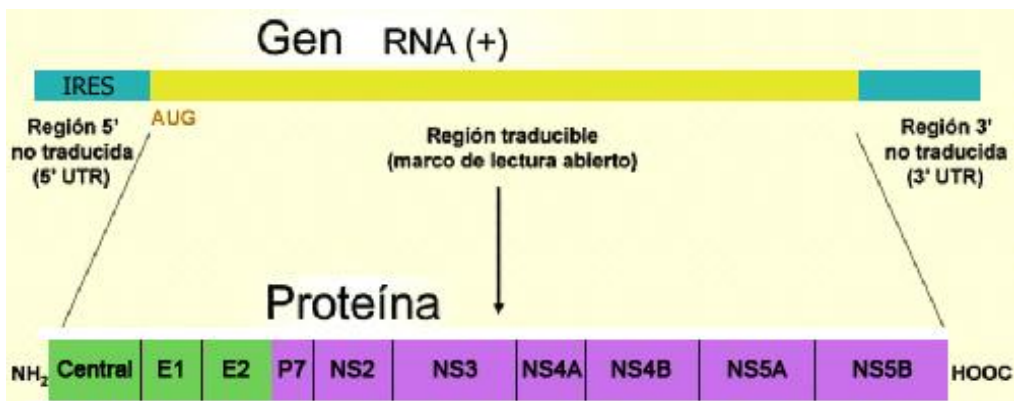 Gen RNA (+)
IRES
AUG
Región 5'
no traducida
(5' UTR)
Región traducible
(marco de lectura abierto)
Región 3'
no traducida
(3' UTR)
Proteína
NH2 Central E1 E2 P7 NS2 NS3 NS4A NS4B NS5A NS5B HOOC